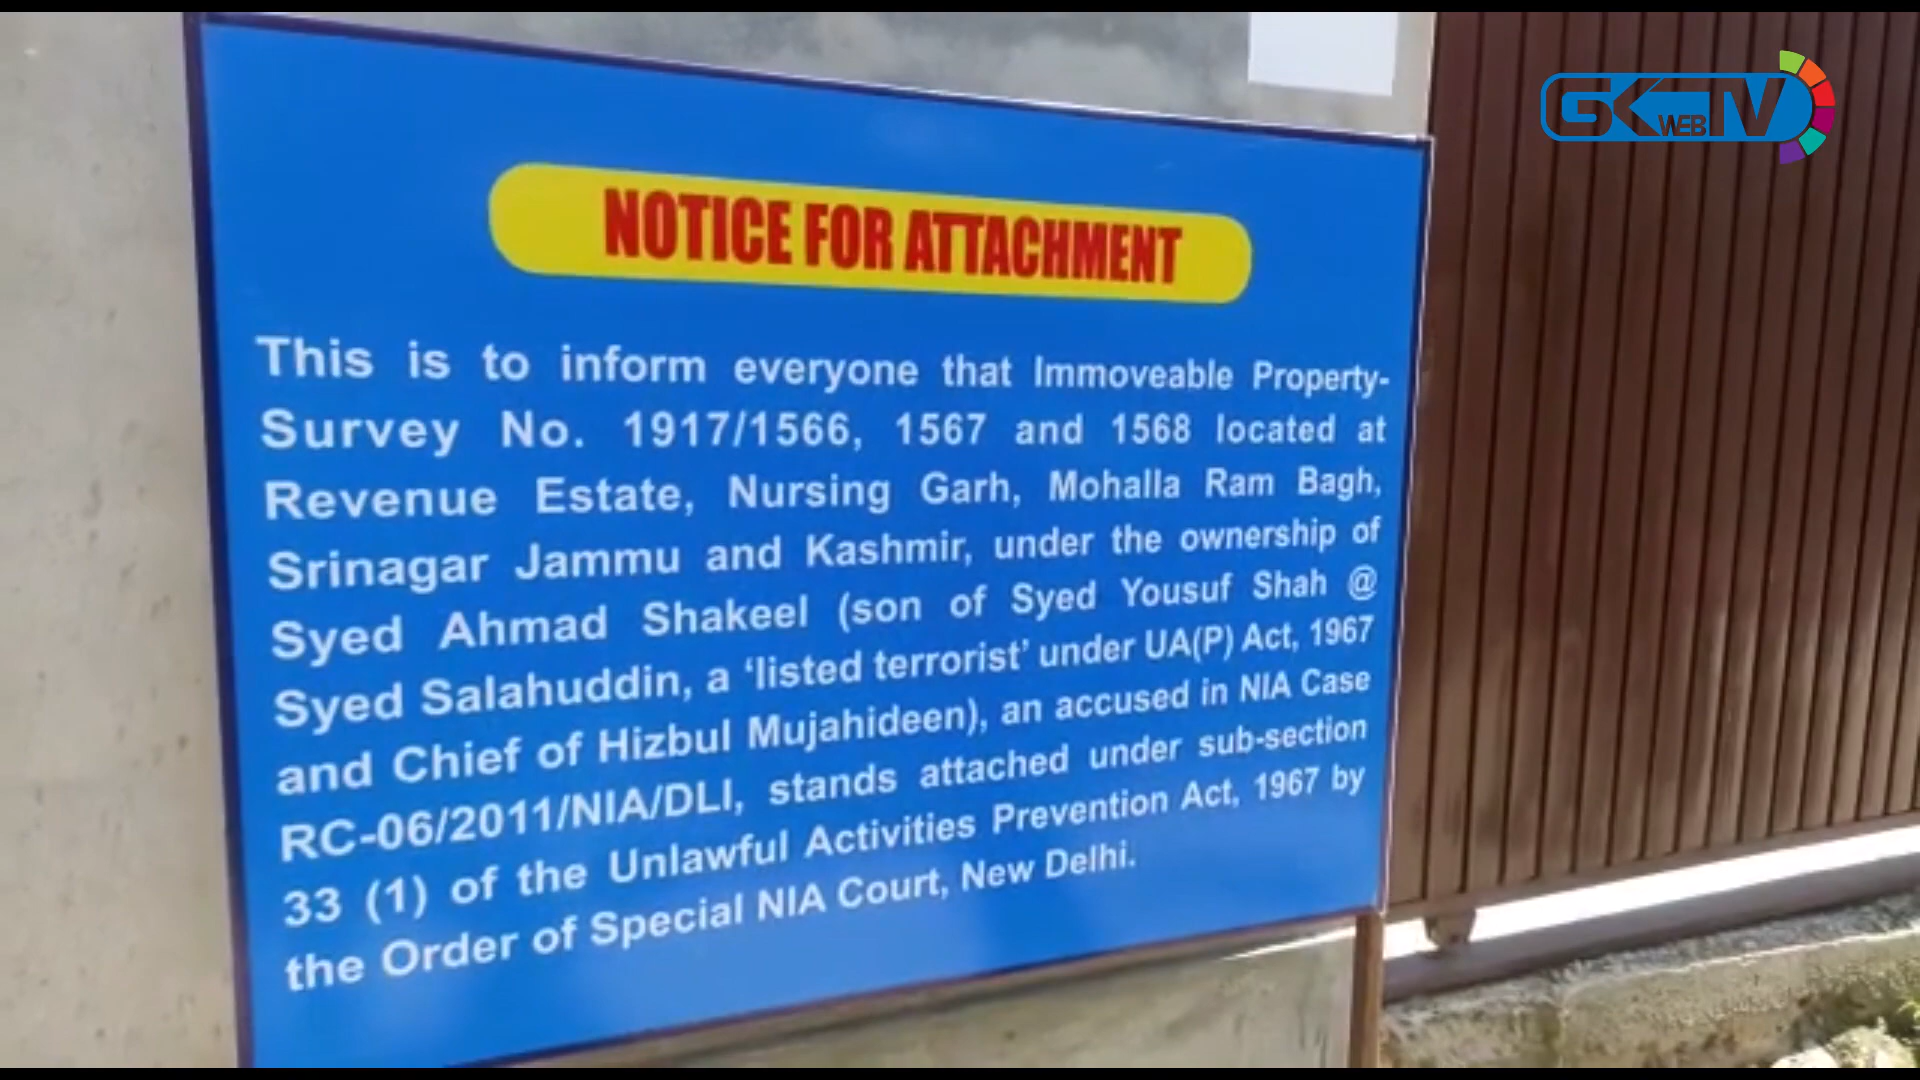 GK WEB TV
NOTICE FOR ATTACHMENT
This is to inform everyone that Immoveable Property-
Survey No. 1917/1566, 1567 and 1568 located at
Revenue Estate, Nursing Garh, Mohalla Ram Bagh,
Srinagar Jammu and Kashmir, under the ownership of
Syed Ahmad Shakeel (son of Syed Yousuf Shah @
Syed Salahuddin, a ‘listed terrorist’ under UA(P) Act, 1967
and Chief of Hizbul Mujahideen), an accused in NIA Case
RC-06/2011/NIA/DLI, stands attached under sub-section
33 (1) of the Unlawful Activities Prevention Act, 1967 by
the Order of Special NIA Court, New Delhi.